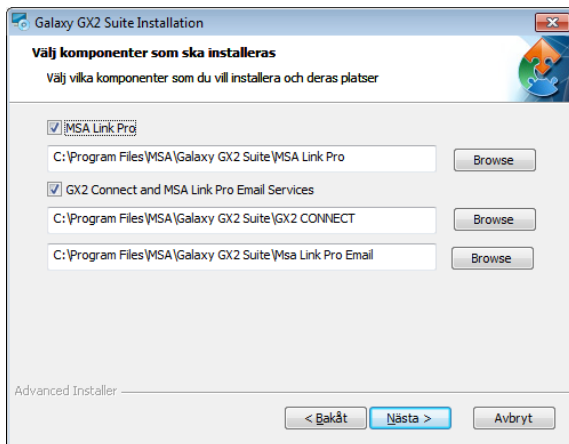 Galaxy GX2 Suite Installation
Välj komponenter som ska installeras
Välj vilka komponenter som du vill installera och deras platser
MSA Link Pro
C:\Program Files\MSA\Galaxy GX2 Suite\MSA Link Pro
Browse
GX2 Connect and MSA Link Pro Email Services
C:\Program Files\MSA\Galaxy GX2 Suite\GX2 CONNECT
Browse
C:\Program Files\MSA\Galaxy GX2 Suite\Msa Link Pro Email
Browse
Advanced Installer
< Bakåt Nästa > Avbryt